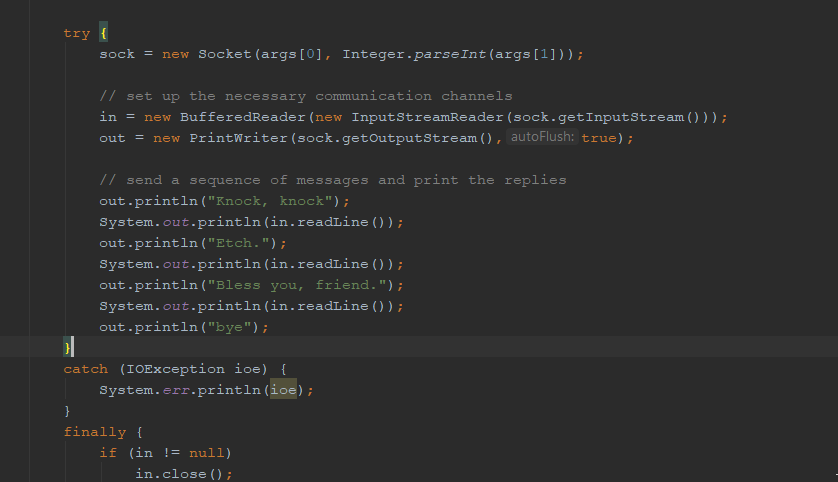 try {
sock = new Socket(args[0], Integer.parseInt(args[1]));
// set up the necessary communication channels
in = new BufferedReader(new InputStreamReader(sock.getInputStream()));
out = new PrintWriter(sock.getOutputStream(), autoFlush: true);
// send a sequence of messages and print the replies
out.println("Knock, knock");
System.out.println(in.readLine());
out.println("Etch.");
System.out.println(in.readLine());
out.println("Bless you, friend.");
System.out.println(in.readLine());
out.println("bye");
}
catch (IOException ioe) {
System.err.println(ioe);
}
finally {
if (in != null)
in.close();